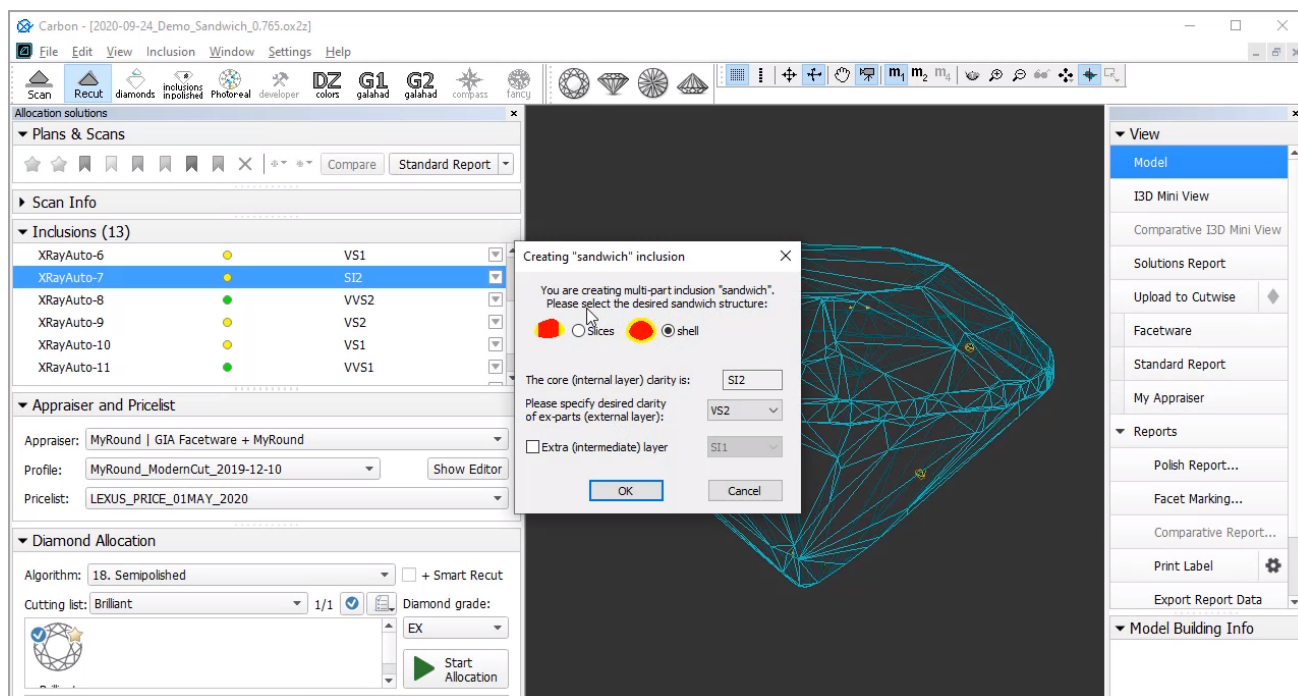 Carbon - [2020-09-24_Demo_Sandwich_0.765.ox2z]
File Edit View Inclusion Window Settings Help
Scan Recut diamonds inclusions in polished Photoreal developer DZ colors G1 galahad G2 galahad compass fancy m1 m2 m4
Allocation solutions
Plans & Scans
Compare Standard Report
Scan Info
Inclusions (13)
XRayAuto-6 VS1
XRayAuto-7 SI2
XRayAuto-8 VVS2
XRayAuto-9 VS2
XRayAuto-10 VS1
XRayAuto-11 VVS1
Appraiser and Pricelist
Appraiser: MyRound | GIA Facetware + MyRound
Profile: MyRound_ModernCut_2019-12-10 Show Editor
Pricelist: LEXUS_PRICE_01MAY_2020
Diamond Allocation
Algorithm: 18. Semipolished + Smart Recut
Cutting list: Brilliant 1/1 Diamond grade:
EX
Start
Allocation
Creating "sandwich" inclusion
You are creating multi-part inclusion "sandwich".
Please select the desired sandwich structure:
Slices shell
The core (internal layer) clarity is: SI2
Please specify desired clarity
of ex-parts (external layer): VS2
Extra (intermediate) layer SI1
OK Cancel
View
Model
I3D Mini View
Comparative I3D Mini View
Solutions Report
Upload to Cutwise
Facetware
Standard Report
My Appraiser
Reports
Polish Report...
Facet Marking...
Comparative Report...
Print Label
Export Report Data
Model Building Info